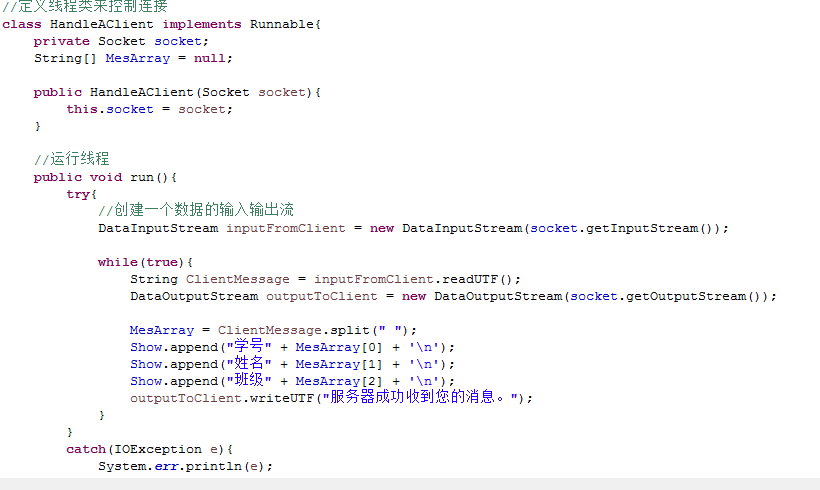 //定义线程类来控制连接
class HandleAClient implements Runnable{
    private Socket socket;
    String[] MesArray = null;

    public HandleAClient(Socket socket){
        this.socket = socket;
    }

    //运行线程
    public void run(){
        try{
            //创建一个数据的输入输出流
            DataInputStream inputFromClient = new DataInputStream(socket.getInputStream());

            while(true){
                String ClientMessage = inputFromClient.readUTF();
                DataOutputStream outputToClient = new DataOutputStream(socket.getOutputStream());

                MesArray = ClientMessage.split(" ");
                Show.append("学号" + MesArray[0] + '\n');
                Show.append("姓名" + MesArray[1] + '\n');
                Show.append("班级" + MesArray[2] + '\n');
                outputToClient.writeUTF("服务器成功收到您的消息。");
            }
        }
        catch(IOException e){
            System.err.println(e);